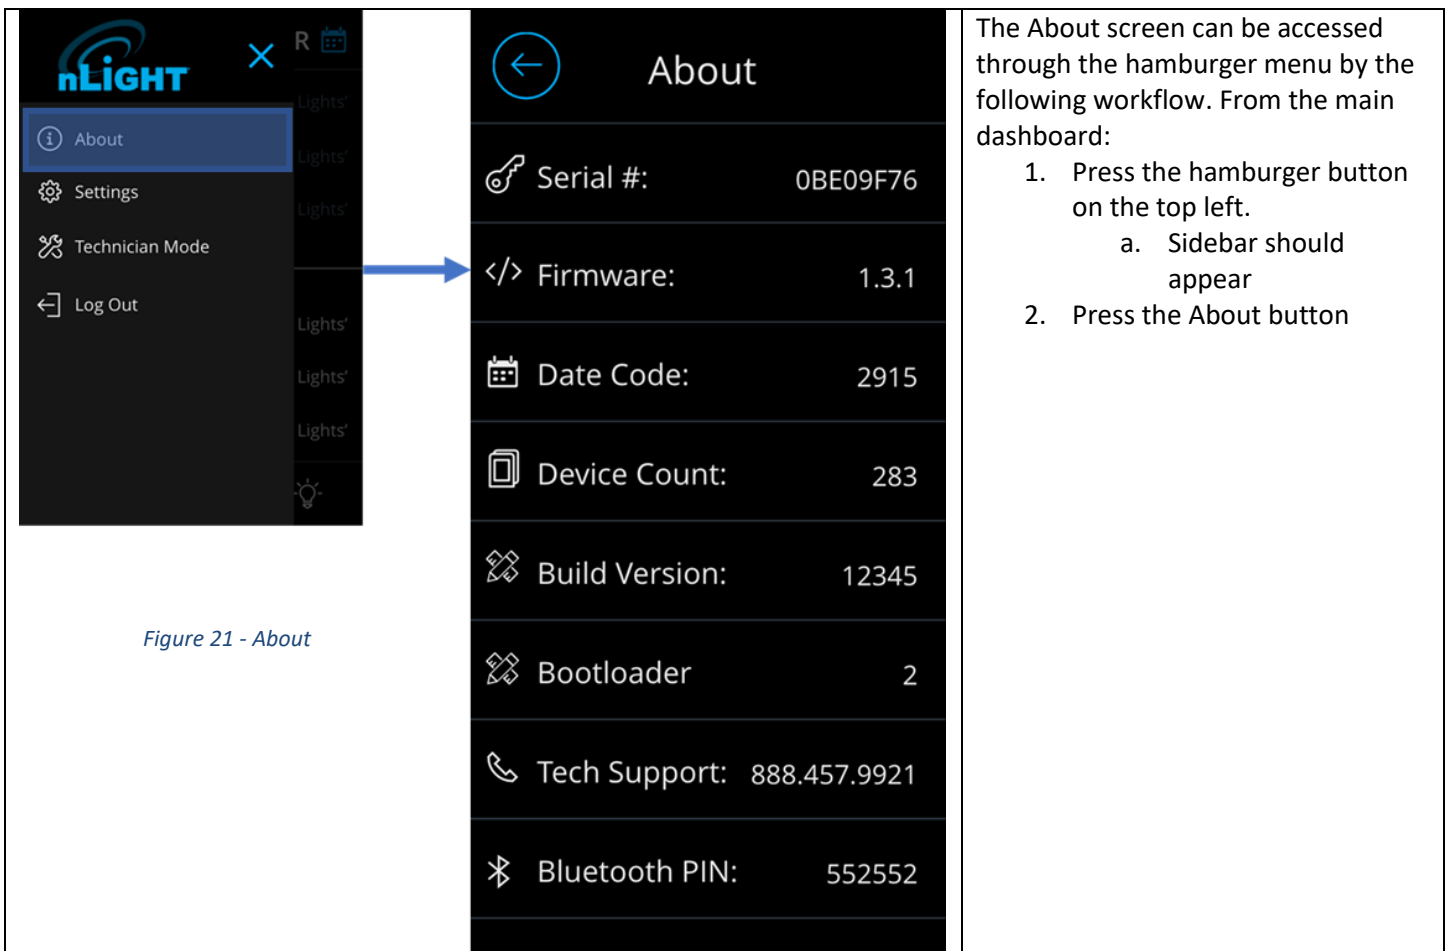 nLiGHT
R
About
Settings
Technician Mode
Log Out
Lights'
Lights'
Lights'
Lights'
Lights'
Lights'
Figure 21 - About
About
Serial #: 0BE09F76
</> Firmware: 1.3.1
Date Code: 2915
Device Count: 283
Build Version: 12345
Bootloader 2
Tech Support: 888.457.9921
Bluetooth PIN: 552552
The About screen can be accessed
through the hamburger menu by the
following workflow. From the main
dashboard:
1. Press the hamburger button
on the top left.
a. Sidebar should
appear
2. Press the About button